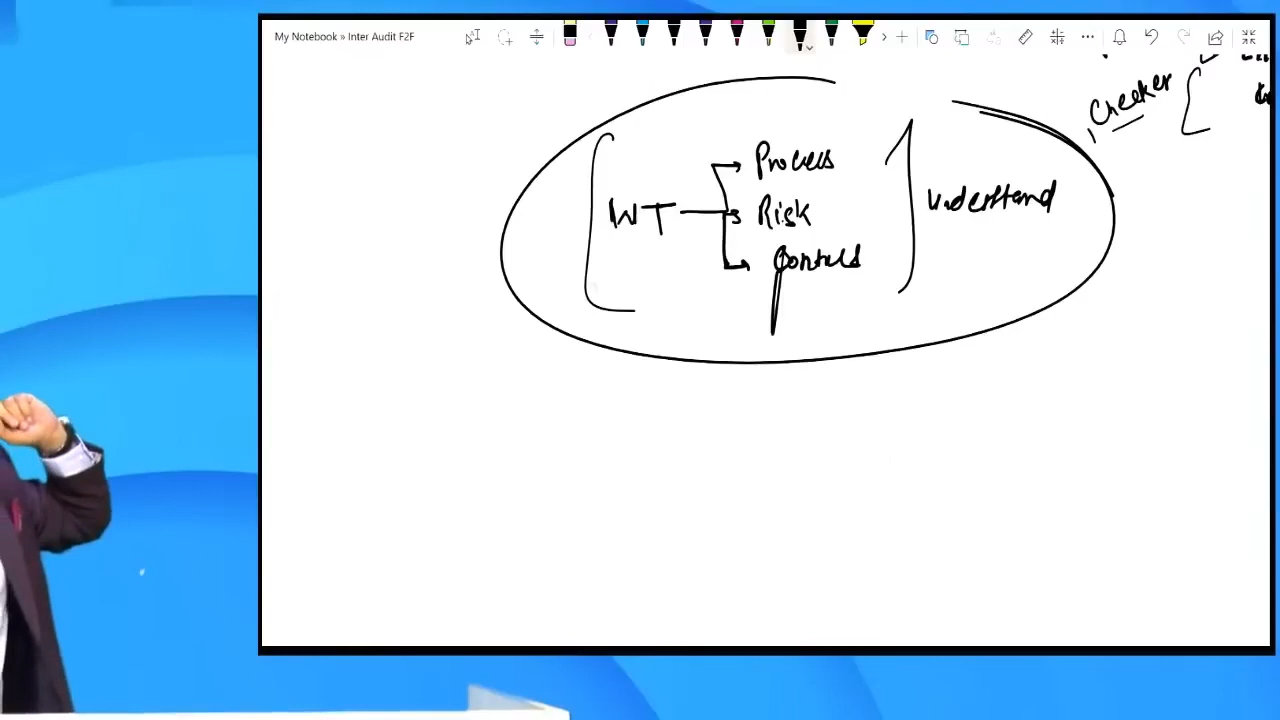 My Notebook » Inter Audit F2F
Checker
Process
WT
Risk
Understand
Controls